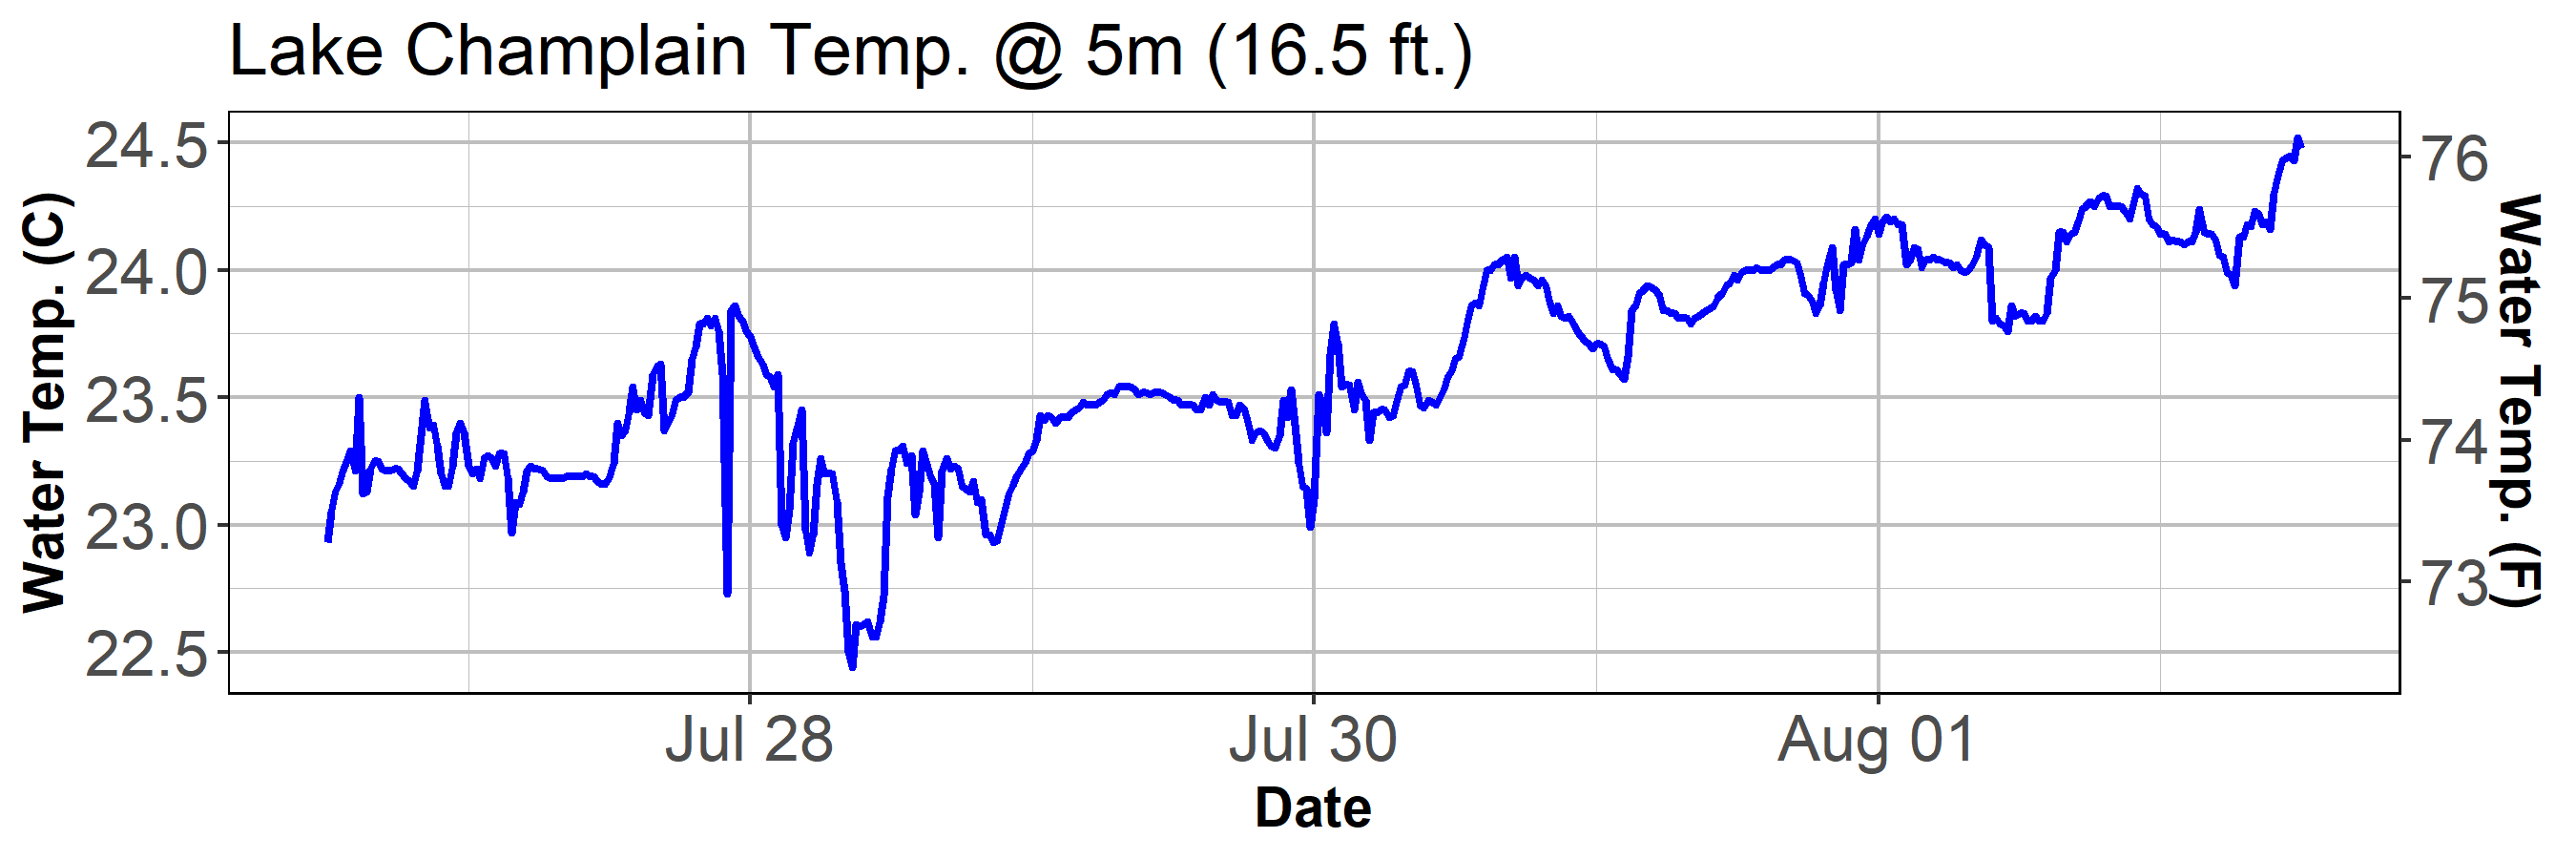 Lake Champlain Temp. @ 5m (16.5 ft.)
Water Temp. (C)
24.5
24.0
23.5
23.0
22.5
76
75
74
73
Water Temp. (F)
Jul 28
Jul 30
Aug 01
Date